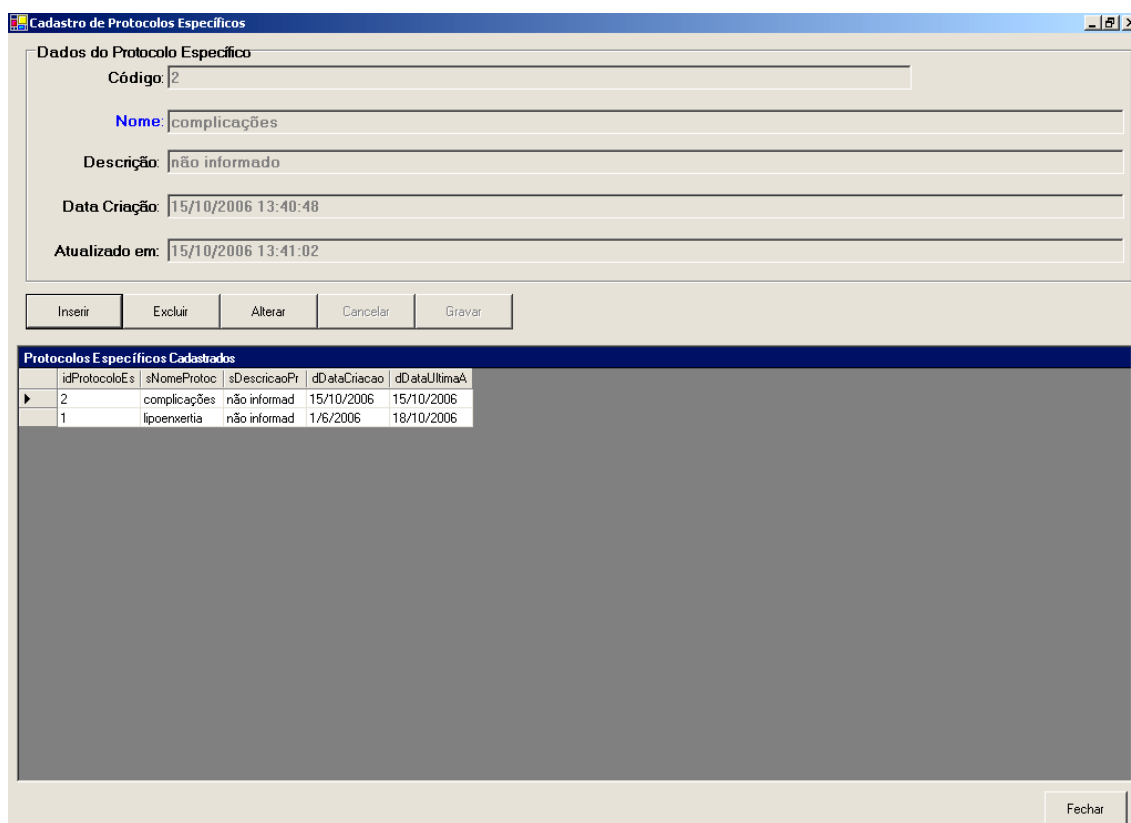 Cadastro de Protocolos Específicos
Dados do Protocolo Específico
Código: 2
Nome: complicações
Descrição: não informado
Data Criação: 15/10/2006 13:40:48
Atualizado em: 15/10/2006 13:41:02
Inserir Excluir Alterar Cancelar Gravar
Protocolos Específicos Cadastrados
idProtocoloEs sNomeProtoc sDescricaoPr dDataCriacao dDataUltimaA
2 complicações não informad 15/10/2006 15/10/2006
1 lipoenxertia não informad 1/6/2006 18/10/2006
Fechar